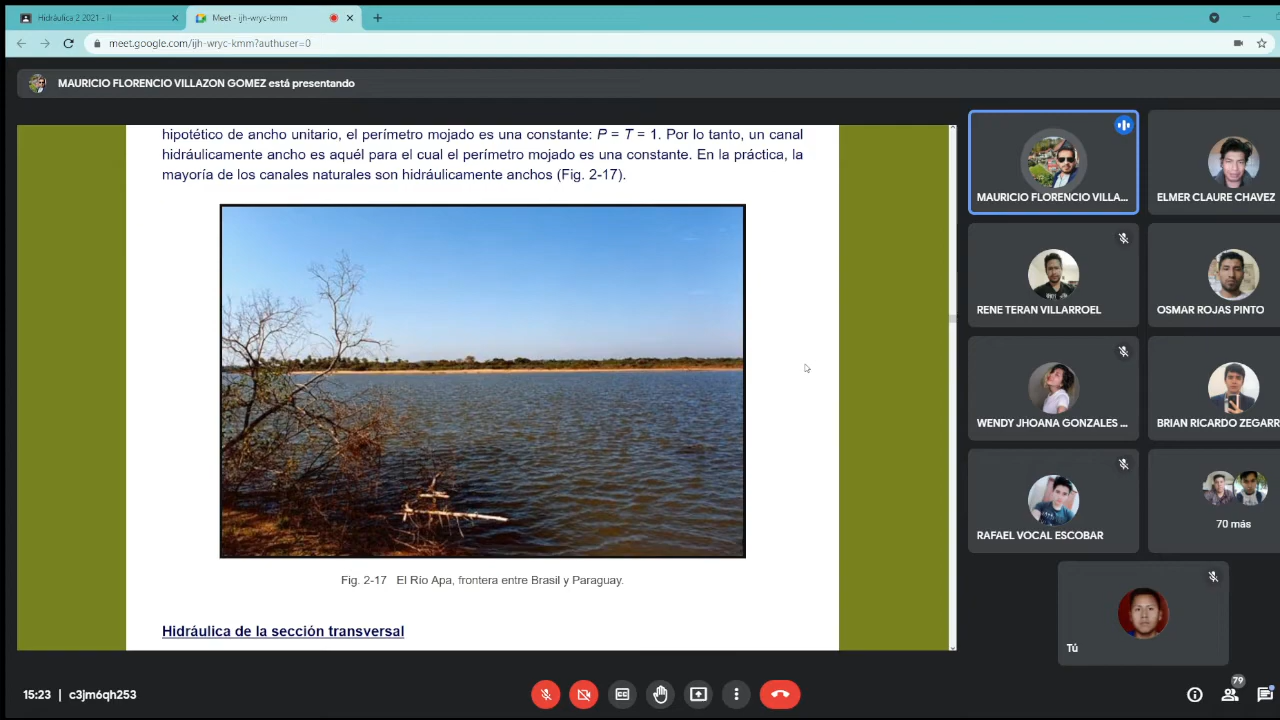 Hidráulica 2 2021 - II
Meet - ijh-wryc-kmm
meet.google.com/ijh-wryc-kmm?authuser=0
MAURICIO FLORENCIO VILLAZON GOMEZ está presentando
hipotético de ancho unitario, el perímetro mojado es una constante: P = T = 1. Por lo tanto, un canal
hidráulicamente ancho es aquél para el cual el perímetro mojado es una constante. En la práctica, la
mayoría de los canales naturales son hidráulicamente anchos (Fig. 2-17).
Fig. 2-17 El Río Apa, frontera entre Brasil y Paraguay.
Hidráulica de la sección transversal
MAURICIO FLORENCIO VILLA...
ELMER CLAURE CHAVEZ
RENE TERAN VILLARROEL
OSMAR ROJAS PINTO
WENDY JHOANA GONZALES ...
BRIAN RICARDO ZEGARR
RAFAEL VOCAL ESCOBAR
70 más
Tú
15:23 | c3jm6qh253
79